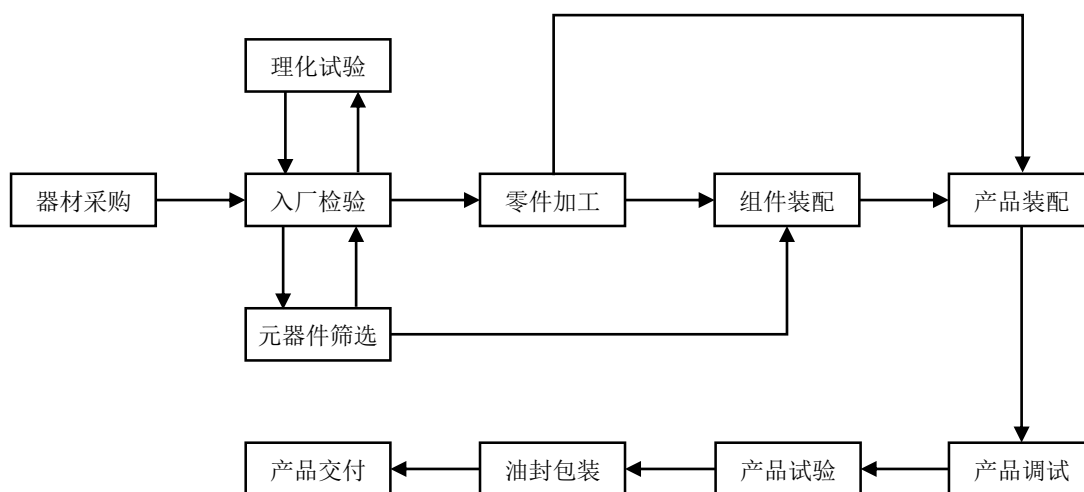 理化试验
器材采购
入厂检验
零件加工
组件装配
产品装配
元器件筛选
产品交付
油封包装
产品试验
产品调试